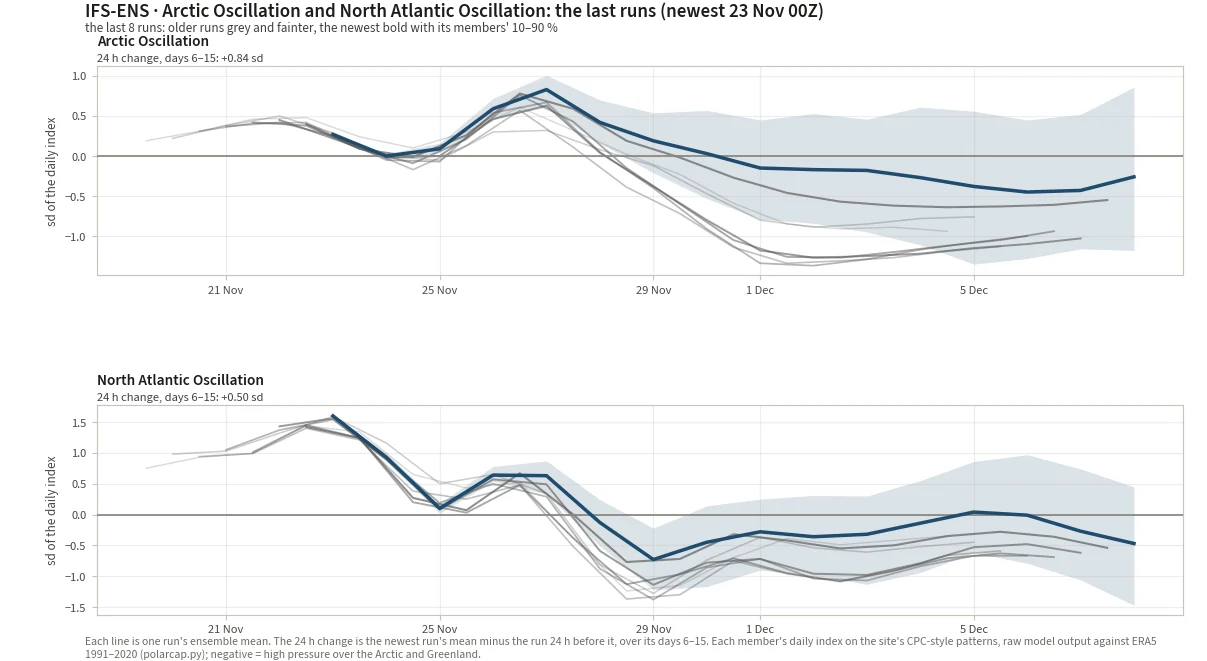 IFS-ENS · Arctic Oscillation and North Atlantic Oscillation: the last runs (newest 23 Nov 00Z)
the last 8 runs: older runs grey and fainter, the newest bold with its members' 10–90 %
Arctic Oscillation
24 h change, days 6–15: +0.84 sd
1.0
0.5
0.0
−0.5
−1.0
sd of the daily index
21 Nov
25 Nov
29 Nov
1 Dec
5 Dec
North Atlantic Oscillation
24 h change, days 6–15: +0.50 sd
1.5
1.0
0.5
0.0
−0.5
−1.0
−1.5
sd of the daily index
21 Nov
25 Nov
29 Nov
1 Dec
5 Dec
Each line is one run's ensemble mean. The 24 h change is the newest run's mean minus the run 24 h before it, over its days 6–15. Each member's daily index on the site's CPC-style patterns, raw model output against ERA5
1991–2020 (polarcap.py); negative = high pressure over the Arctic and Greenland.